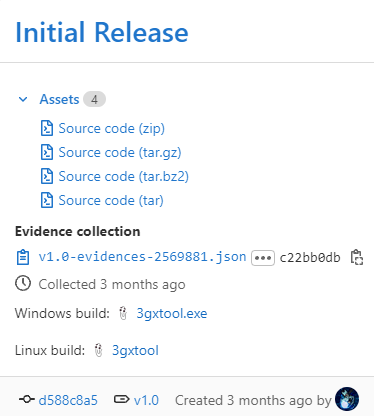 Initial Release
Assets 4
Source code (zip)
Source code (tar.gz)
Source code (tar.bz2)
Source code (tar)
Evidence collection
v1.0-evidences-2569881.json ... c22bb0db
Collected 3 months ago
Windows build: 3gxtool.exe
Linux build: 3gxtool
d588c8a5 v1.0 Created 3 months ago by